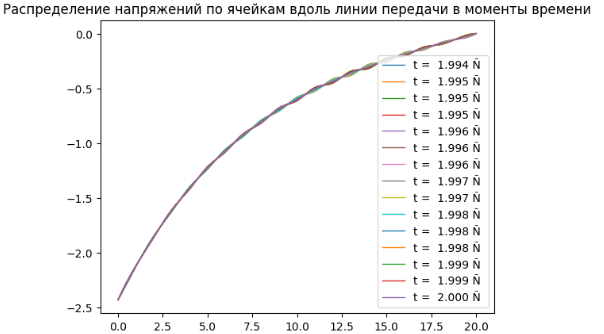 Распределение напряжений по ячейкам вдоль линии передачи в моменты времени
0.0
−0.5
−1.0
−1.5
−2.0
−2.5
t =  1.994 Ñ
t =  1.995 Ñ
t =  1.995 Ñ
t =  1.995 Ñ
t =  1.996 Ñ
t =  1.996 Ñ
t =  1.996 Ñ
t =  1.997 Ñ
t =  1.997 Ñ
t =  1.998 Ñ
t =  1.998 Ñ
t =  1.998 Ñ
t =  1.999 Ñ
t =  1.999 Ñ
t =  2.000 Ñ
0.0 2.5 5.0 7.5 10.0 12.5 15.0 17.5 20.0